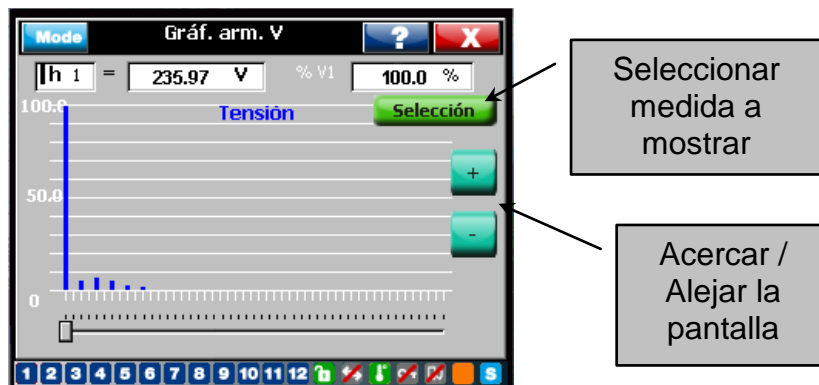 Mode Gráf. arm. V ? X
h 1 = 235.97 V % V1 100.0 %
100.0
Tensión
Selección
+
50.0
-
0
1 2 3 4 5 6 7 8 9 10 11 12 S
Seleccionar
medida a
mostrar
Acercar /
Alejar la
pantalla